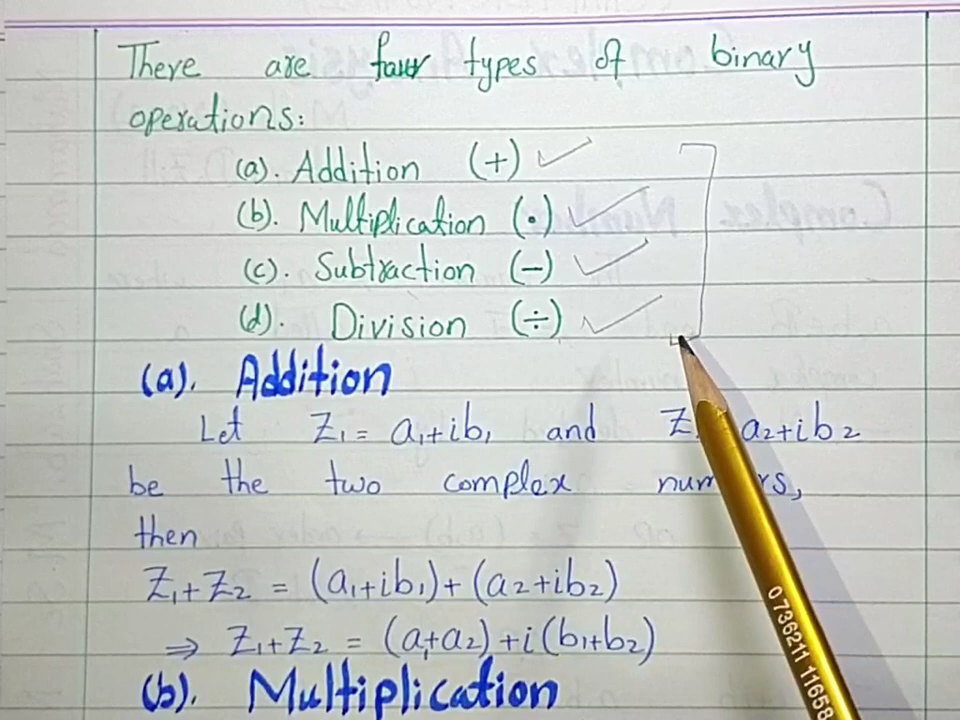 There are four types of binary
operations:
(a). Addition (+)
(b). Multiplication (•)
(c). Subtraction (−)
(d). Division (÷)
(a). Addition
Let Z₁ = a₁+ib₁ and Z a₂+ib₂
be the two complex numbers,
then
Z₁+Z₂ = (a₁+ib₁)+(a₂+ib₂)
⇒ Z₁+Z₂ = (a₁+a₂)+i(b₁+b₂)
(b). Multiplication
0736211 11658